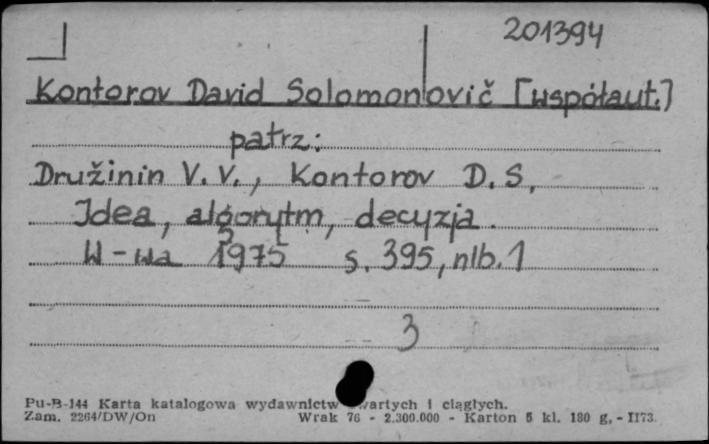 201394
Kontorov David Solomonovič [współaut.]
patrz:
Družinin V.V., Kontorov D.S.
Idea, algorytm, decyzja.
W-wa 1975 s. 395, nlb. 1
3
Pu-B-144 Karta katalogowa wydawnictw zwartych i ciągłych.
Zam. 2264/DW/On Wrak 76 - 2.300.000 - Karton 5 kl. 180 g. - II73.